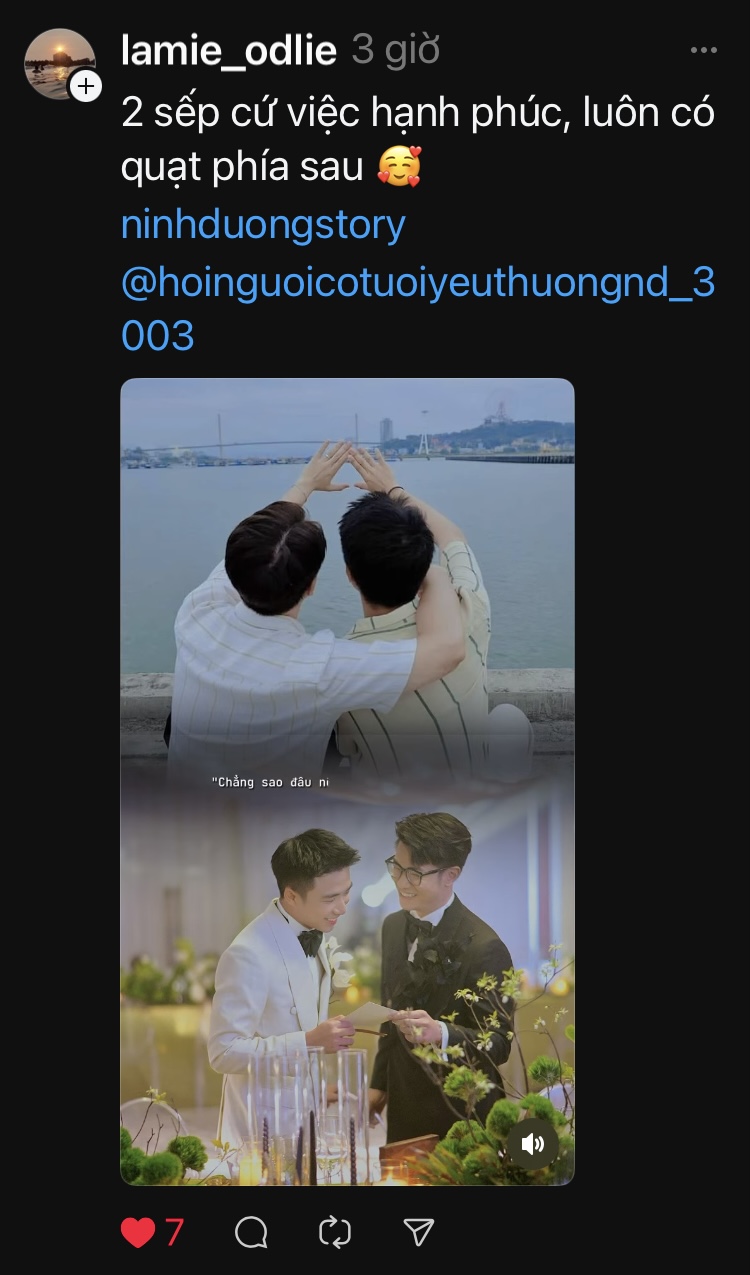 lamie_odlie 3 giờ
2 sếp cứ việc hạnh phúc, luôn có
quạt phía sau 🥰
ninhduongstory
@hoinguoicotuoiyeuthuongnd_3
003
"Chẳng sao đâu ni
7